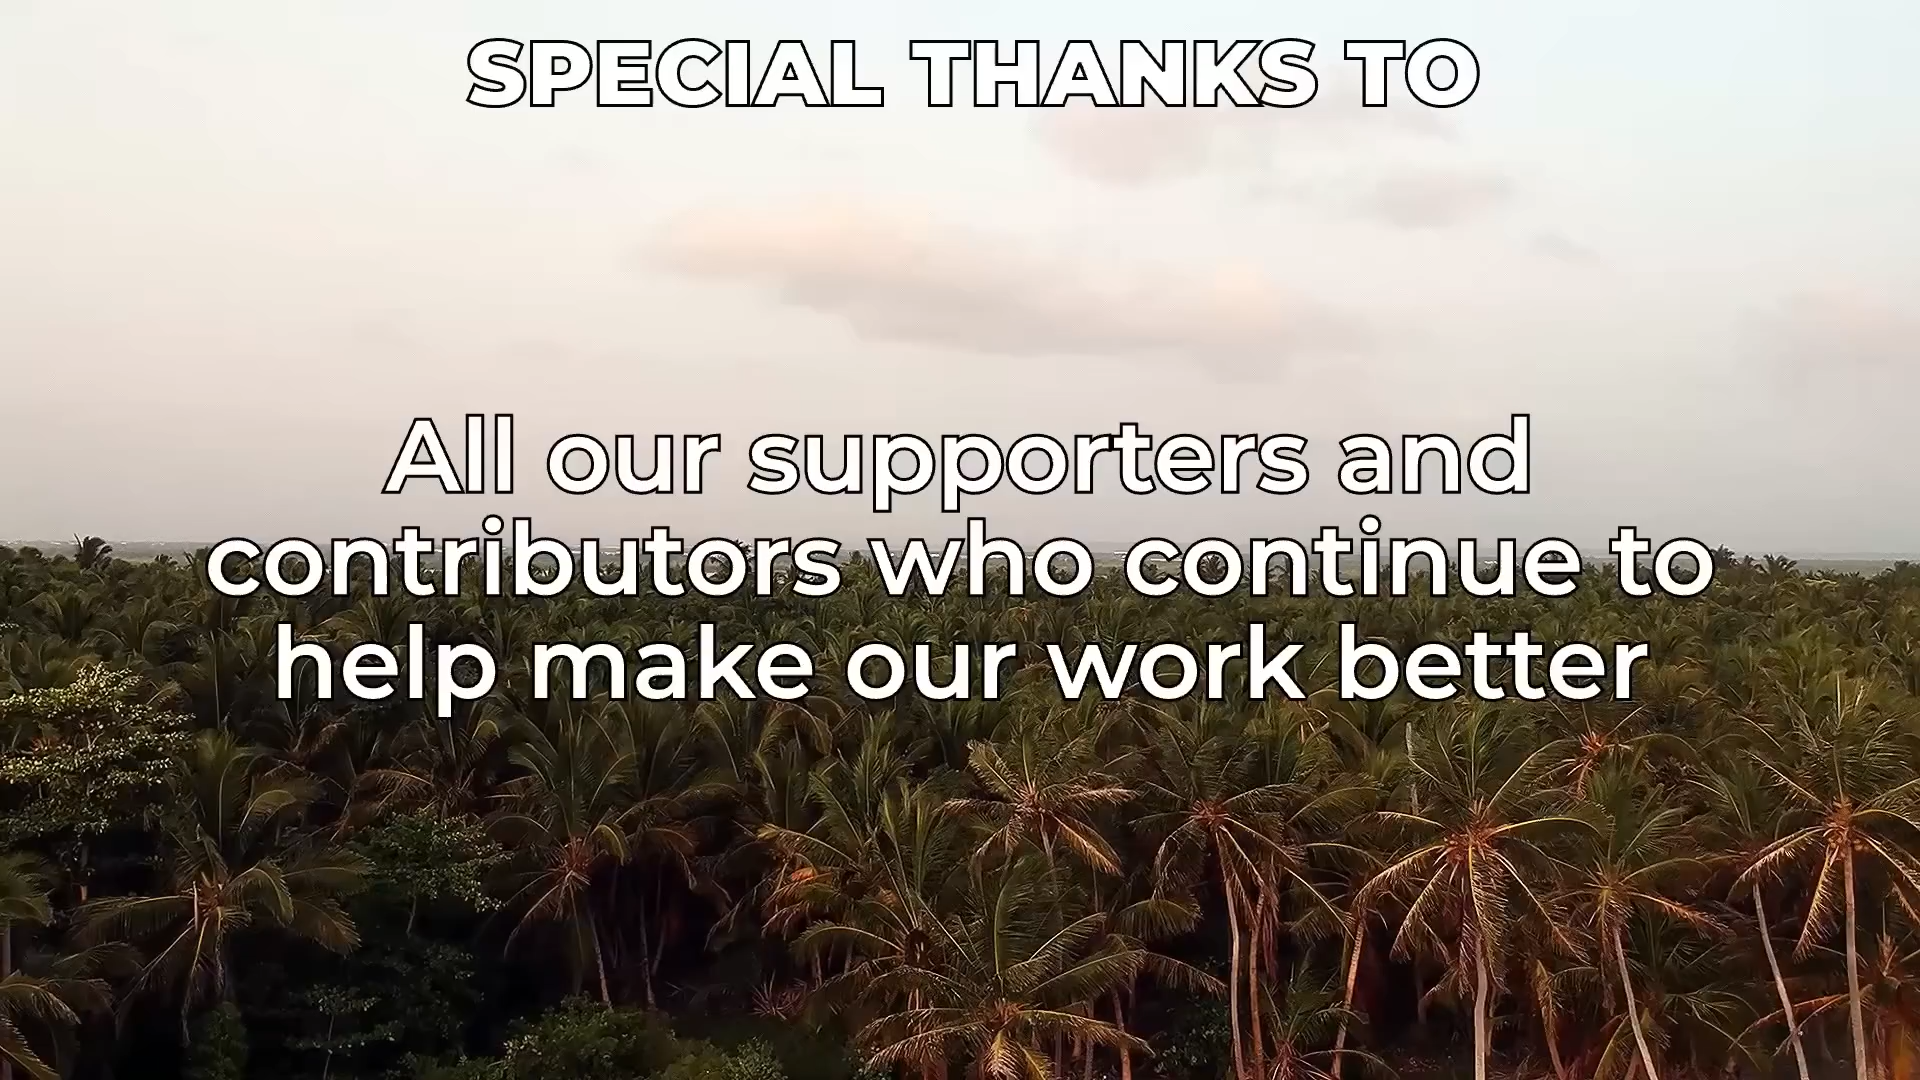 SPECIAL THANKS TO
All our supporters and
contributors who continue to
help make our work better